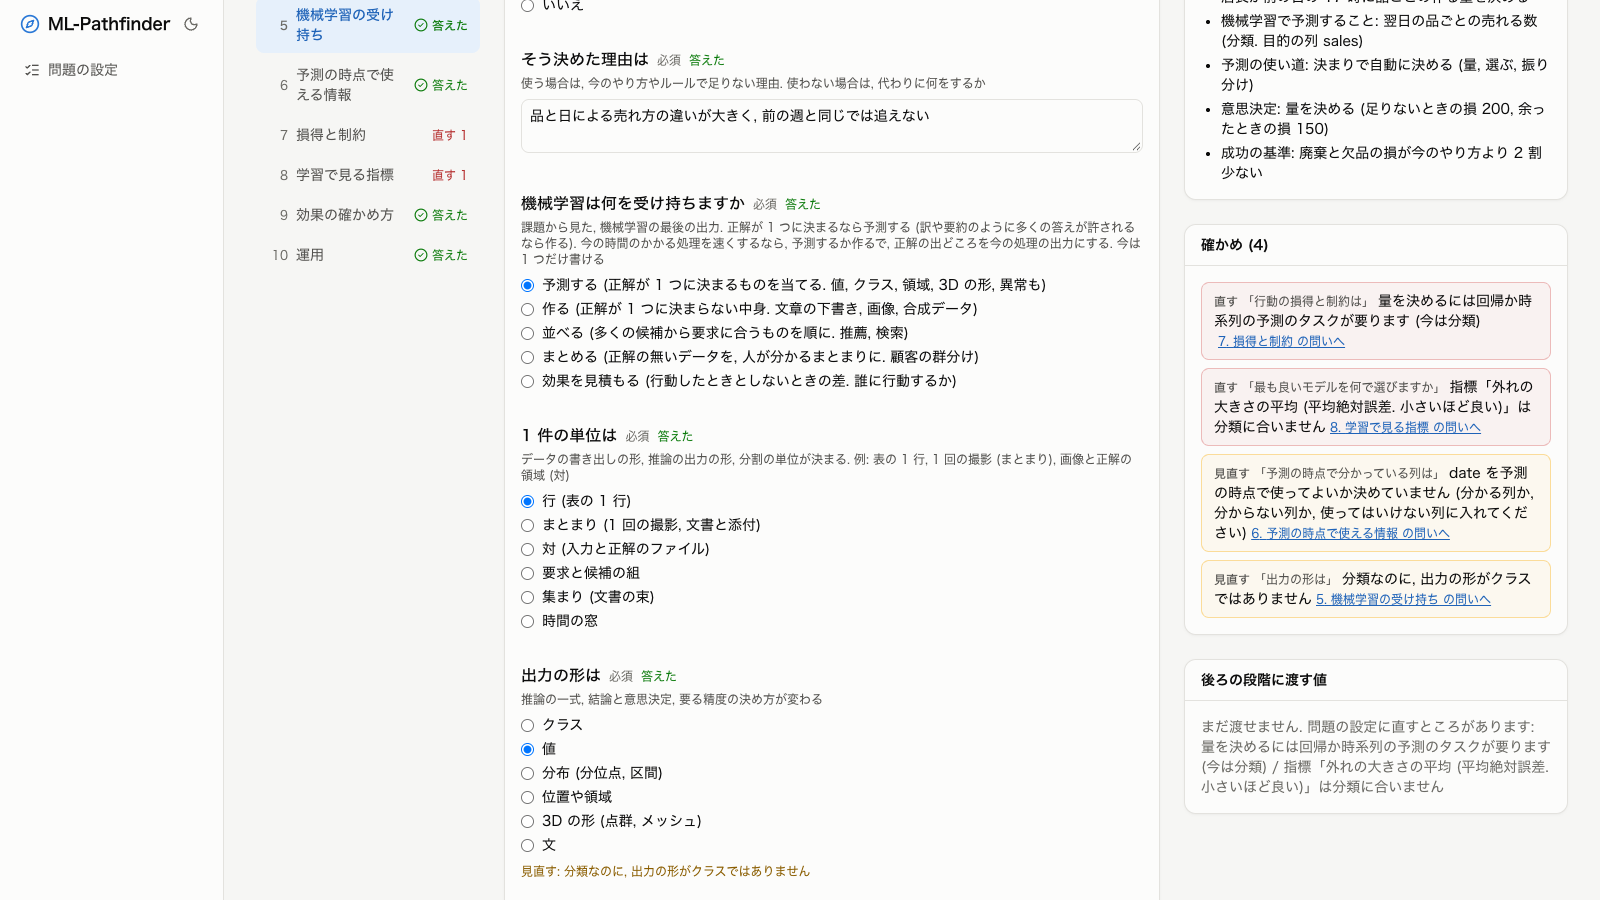 ML-Pathfinder
問題の設定
5 機械学習の受け持ち 答えた
6 予測の時点で使える情報 答えた
7 損得と制約 直す 1
8 学習で見る指標 直す 1
9 効果の確かめ方 答えた
10 運用 答えた
いいえ
そう決めた理由は 必須 答えた
使う場合は, 今のやり方やルールで足りない理由. 使わない場合は, 代わりに何をするか
品と日による売れ方の違いが大きく, 前の週と同じでは追えない
機械学習は何を受け持ちますか 必須 答えた
課題から見た, 機械学習の最後の出力. 正解が 1 つに決まるなら予測する (訳や要約のように多くの答えが許される
なら作る). 今の時間のかかる処理を速くするなら, 予測するか作るで, 正解の出どころを今の処理の出力にする. 今は
1 つだけ書ける
予測する (正解が 1 つに決まるものを当てる. 値, クラス, 領域, 3D の形, 異常も)
作る (正解が 1 つに決まらない中身. 文章の下書き, 画像, 合成データ)
並べる (多くの候補から要求に合うものを順に. 推薦, 検索)
まとめる (正解の無いデータを, 人が分かるまとまりに. 顧客の群分け)
効果を見積もる (行動したときとしないときの差. 誰に行動するか)
1 件の単位は 必須 答えた
データの書き出しの形, 推論の出力の形, 分割の単位が決まる. 例: 表の 1 行, 1 回の撮影 (まとまり), 画像と正解の
領域 (対)
行 (表の 1 行)
まとまり (1 回の撮影, 文書と添付)
対 (入力と正解のファイル)
要求と候補の組
集まり (文書の束)
時間の窓
出力の形は 必須 答えた
推論の一式, 結論と意思決定, 要る精度の決め方が変わる
クラス
値
分布 (分位点, 区間)
位置や領域
3D の形 (点群, メッシュ)
文
見直す: 分類なのに, 出力の形がクラスではありません
機械学習で予測すること: 翌日の品ごとの売れる数
(分類. 目的の列 sales)
予測の使い道: 決まりで自動に決める (量, 選ぶ, 振り
分け)
意思決定: 量を決める (足りないときの損 200, 余っ
たときの損 150)
成功の基準: 廃棄と欠品の損が今のやり方より 2 割
少ない
確かめ (4)
直す 「行動の損得と制約は」 量を決めるには回帰か時
系列の予測のタスクが要ります (今は分類)
7. 損得と制約 の問いへ
直す 「最も良いモデルを何で選びますか」 指標「外れの
大きさの平均 (平均絶対誤差. 小さいほど良い)」は
分類に合いません 8. 学習で見る指標 の問いへ
見直す 「予測の時点で分かっている列は」 date を予測
の時点で使ってよいか決めていません (分かる列か,
分からない列か, 使ってはいけない列に入れてくだ
さい) 6. 予測の時点で使える情報 の問いへ
見直す 「出力の形は」 分類なのに, 出力の形がクラス
ではありません 5. 機械学習の受け持ち の問いへ
後ろの段階に渡す値
まだ渡せません. 問題の設定に直すところがあります:
量を決めるには回帰か時系列の予測のタスクが要ります
(今は分類) / 指標「外れの大きさの平均 (平均絶対誤差.
小さいほど良い)」は分類に合いません